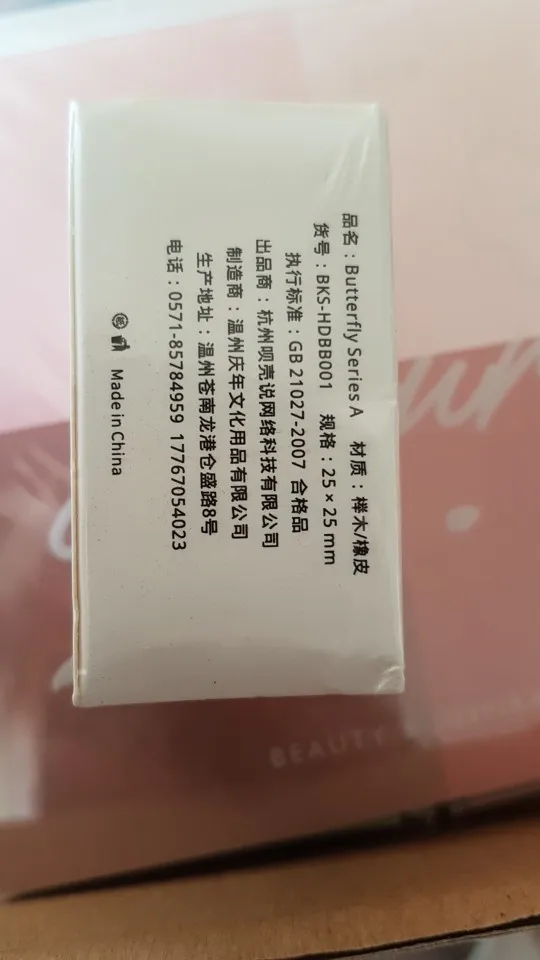 品名：Butterfly Series A 材质：榉木/橡皮
货号：BKS-HDBB001 规格：25×25 mm
执行标准：GB 21027-2007 合格品
出品商：杭州呗壳说网络科技有限公司
制造商：温州庆年文化用品有限公司
生产地址：温州苍南龙港仓盛路8号
电话：0571-85784959 17767054023
纸 Made in China
BEAUTY